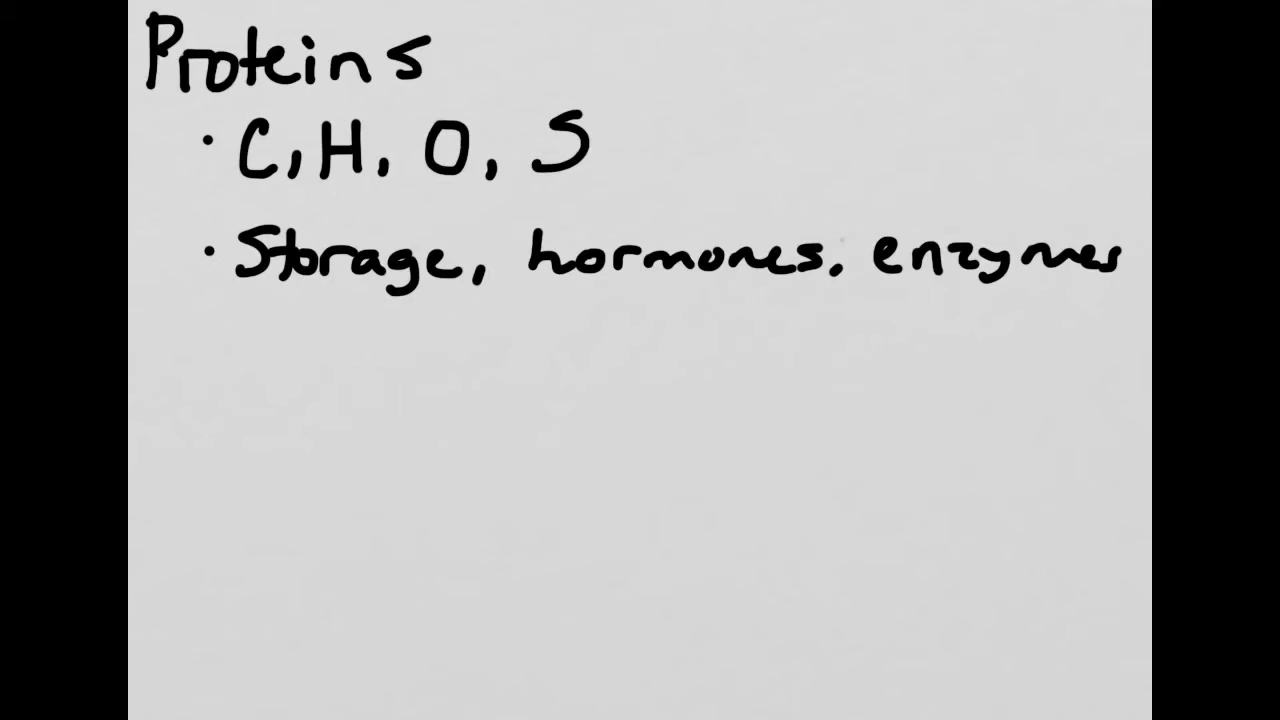 Proteins
· C, H, O, S
· Storage, hormones, enzymes